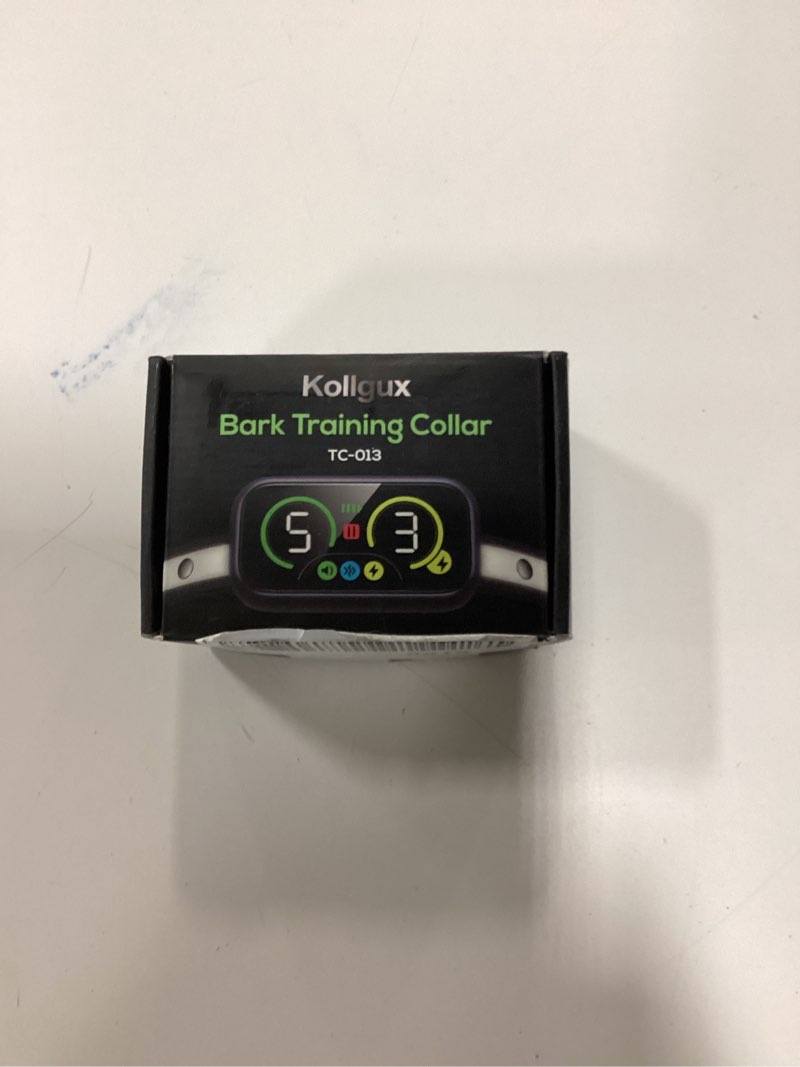 Kollgux
Bark Training Collar
TC-013
5 3